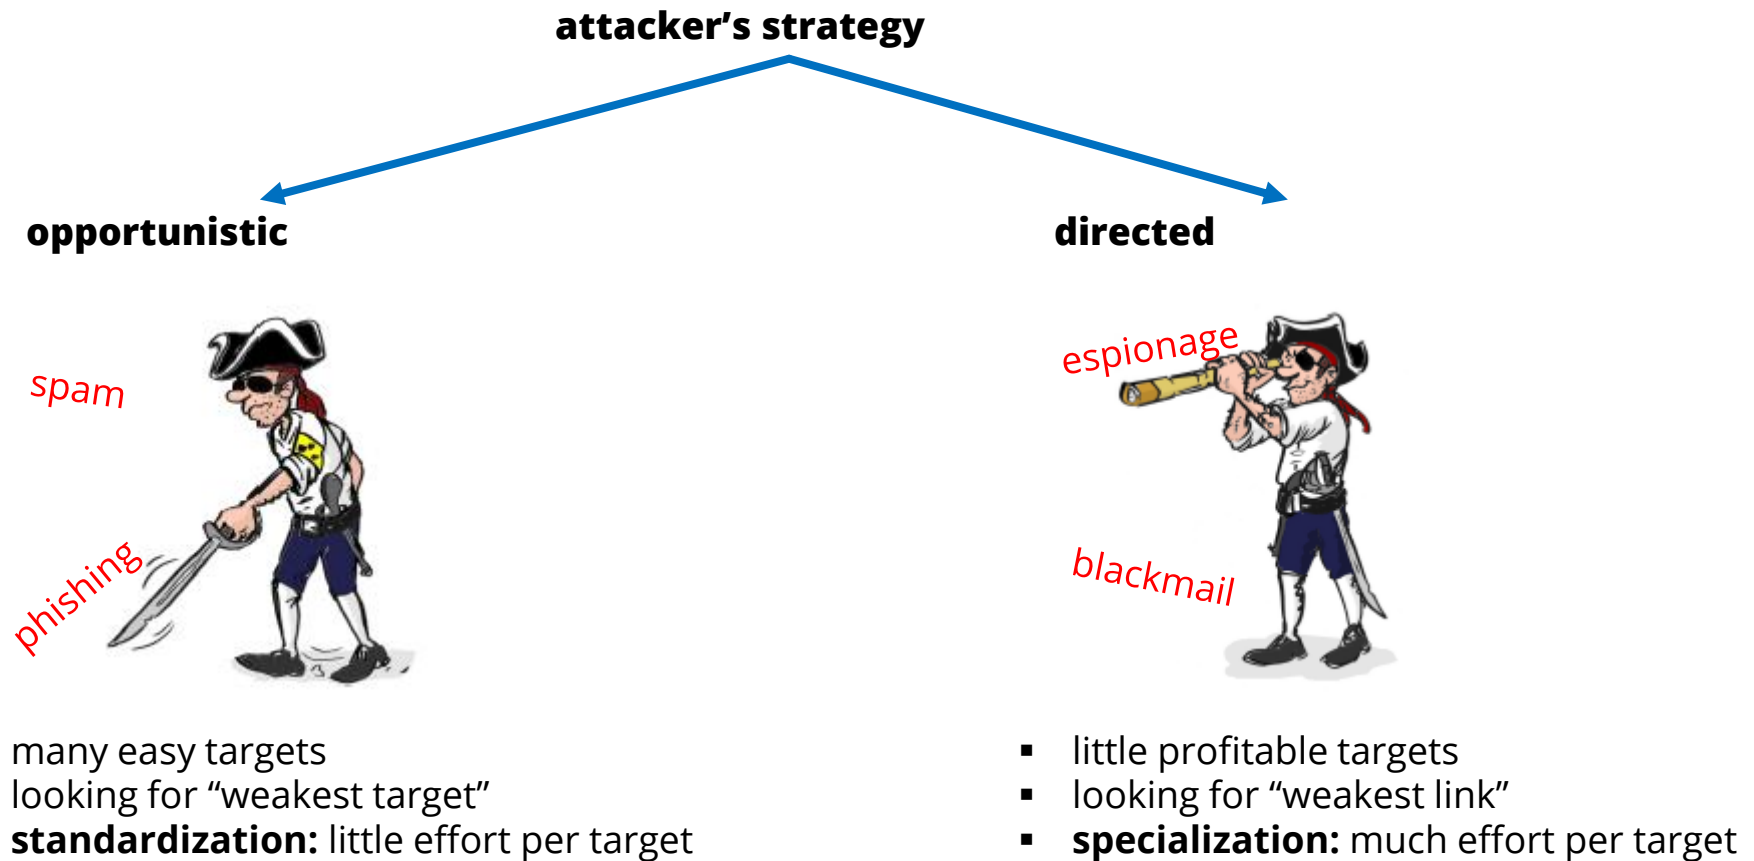 attacker’s strategy
opportunistic
directed
spam
espionage
phishing
blackmail
many easy targets
looking for “weakest target”
standardization: little effort per target
▪ little profitable targets
▪ looking for “weakest link”
▪ specialization: much effort per target